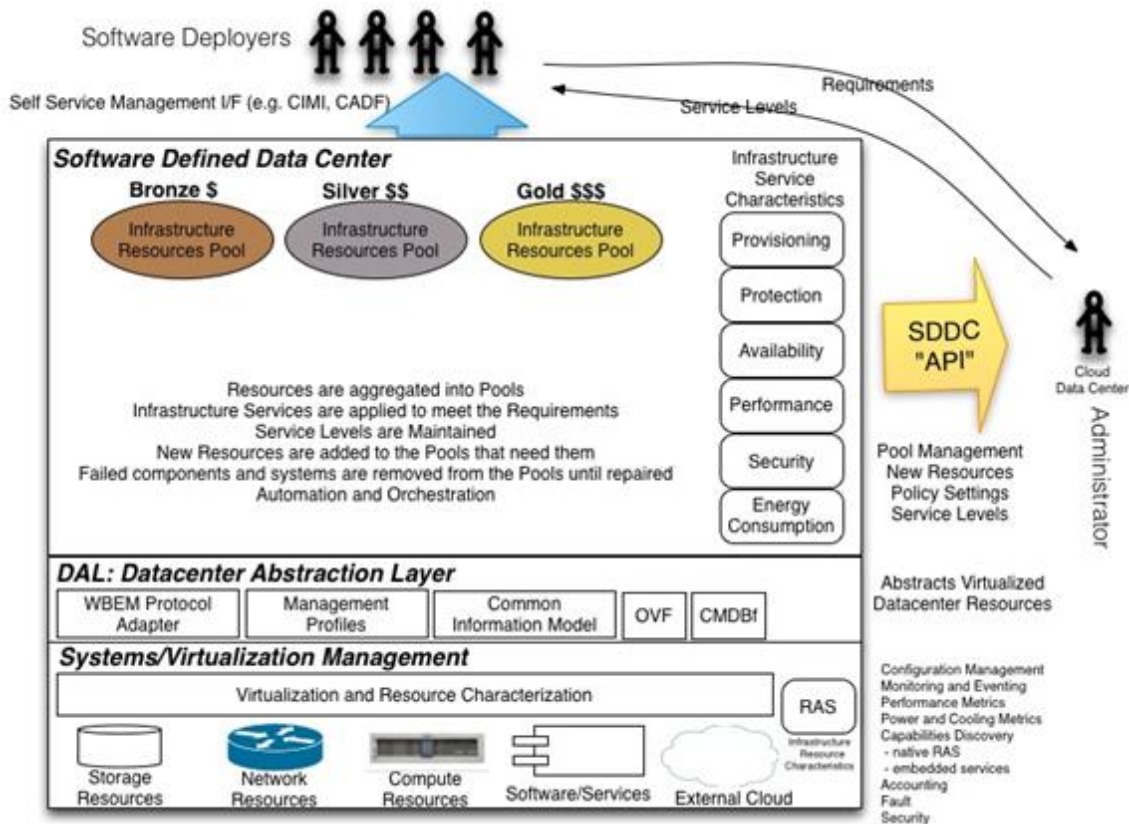 Software Deployers
Self Service Management I/F (e.g. CIMI, CADF)
Requirements
Service Levels
Software Defined Data Center
Bronze $
Infrastructure
Resources Pool
Silver $$
Infrastructure
Resources Pool
Gold $$$
Infrastructure
Resources Pool
Infrastructure
Service
Characteristics
Provisioning
Protection
Availability
Performance
Security
Energy
Consumption
Resources are aggregated into Pools
Infrastructure Services are applied to meet the Requirements
Service Levels are Maintained
New Resources are added to the Pools that need them
Failed components and systems are removed from the Pools until repaired
Automation and Orchestration
SDDC
"API"
Cloud
Data Center
Administrator
Pool Management
New Resources
Policy Settings
Service Levels
DAL: Datacenter Abstraction Layer
WBEM Protocol
Adapter
Management
Profiles
Common
Information Model
OVF
CMDBf
Abstracts Virtualized
Datacenter Resources
Systems/Virtualization Management
Virtualization and Resource Characterization
RAS
Infrastructure
Resource
Characteristics
Storage
Resources
Network
Resources
Compute
Resources
Software/Services
External Cloud
Configuration Management
Monitoring and Eventing
Performance Metrics
Power and Cooling Metrics
Capabilities Discovery
- native RAS
- embedded services
Accounting
Fault
Security